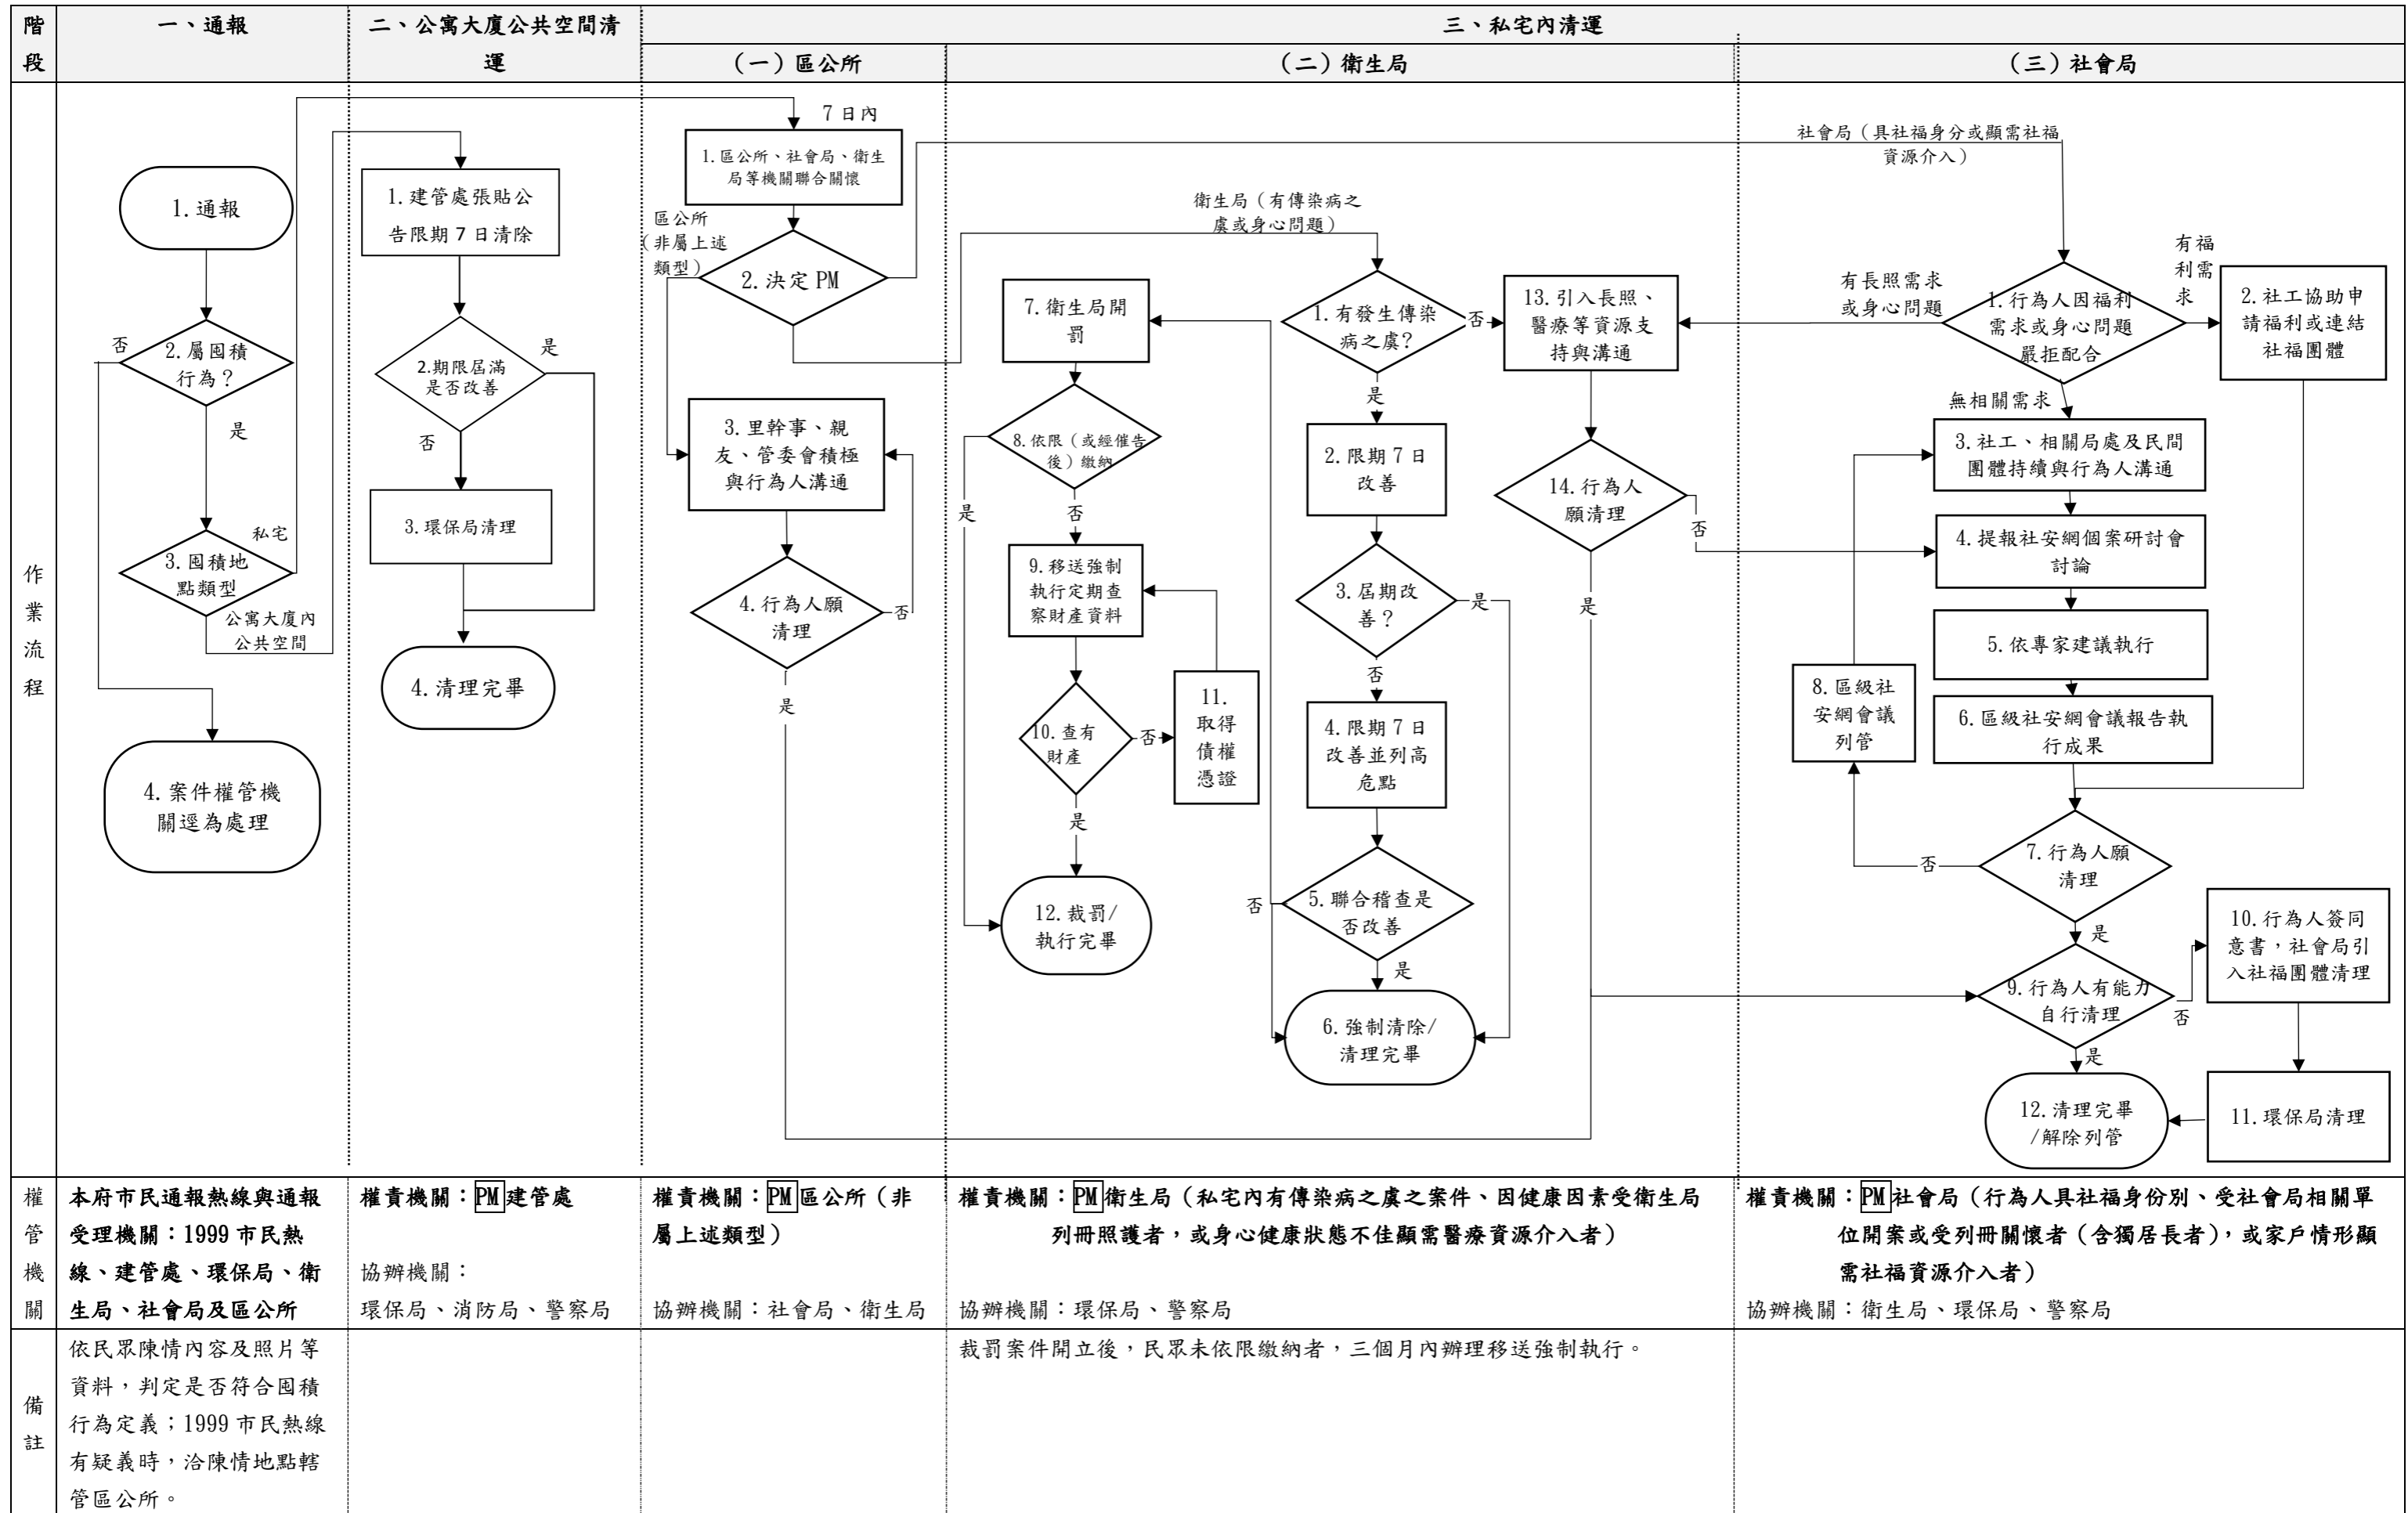 階
段
一、通報
二、公寓大廈公共空間清
運
三、私宅內清運
（一）區公所
（二）衛生局
（三）社會局
作
業
流
程
1.通報
2.屬囤積
行為？
否
是
3.囤積地
點類型
私宅
公寓大廈內
公共空間
4.案件權管機
關逕為處理
1.建管處張貼公
告限期 7 日清除
2.期限屆滿
是否改善
是
否
3.環保局清理
4.清理完畢
7 日內
1.區公所、社會局、衛生
局等機關聯合關懷
區公所
（非屬上述
類型）
2.決定 PM
3.里幹事、親
友、管委會積極
與行為人溝通
4.行為人願
清理
否
是
衛生局（有傳染病之
虞或身心問題）
7.衛生局開
罰
8.依限（或經催告
後）繳納
是
否
9.移送強制
執行定期查
察財產資料
10.查有
財產
否
11.
取得
債權
憑證
是
12.裁罰/
執行完畢
1.有發生傳染
病之虞？
否
是
2.限期 7 日
改善
3.屆期改
善？
是
否
4.限期 7 日
改善並列高
危點
5.聯合稽查是
否改善
否
是
6.強制清除/
清理完畢
13.引入長照、
醫療等資源支
持與溝通
14.行為人
願清理
否
是
社會局（具社福身分或顯需社福
資源介入）
有長照需求
或身心問題
1.行為人因福利
需求或身心問題
嚴拒配合
有福
利需
求
2.社工協助申
請福利或連結
社福團體
無相關需求
3.社工、相關局處及民間
團體持續與行為人溝通
4.提報社安網個案研討會
討論
5.依專家建議執行
6.區級社安網會議報告執
行成果
8.區級社
安網會議
列管
7.行為人願
清理
否
是
9.行為人有能力
自行清理
否
是
10.行為人簽同
意書，社會局引
入社福團體清理
11.環保局清理
12.清理完畢
/解除列管
權
管
機
關
本府市民通報熱線與通報
受理機關：1999 市民熱
線、建管處、環保局、衛
生局、社會局及區公所
權責機關：PM 建管處
協辦機關：
環保局、消防局、警察局
權責機關：PM 區公所（非
屬上述類型）
協辦機關：社會局、衛生局
權責機關：PM 衛生局（私宅內有傳染病之虞之案件、因健康因素受衛生局
列冊照護者，或身心健康狀態不佳顯需醫療資源介入者）
協辦機關：環保局、警察局
權責機關：PM 社會局（行為人具社福身份別、受社會局相關單
位開案或受列冊關懷者（含獨居長者），或家戶情形顯
需社福資源介入者）
協辦機關：衛生局、環保局、警察局
備
註
依民眾陳情內容及照片等
資料，判定是否符合囤積
行為定義；1999 市民熱線
有疑義時，洽陳情地點轄
管區公所。
裁罰案件開立後，民眾未依限繳納者，三個月內辦理移送強制執行。